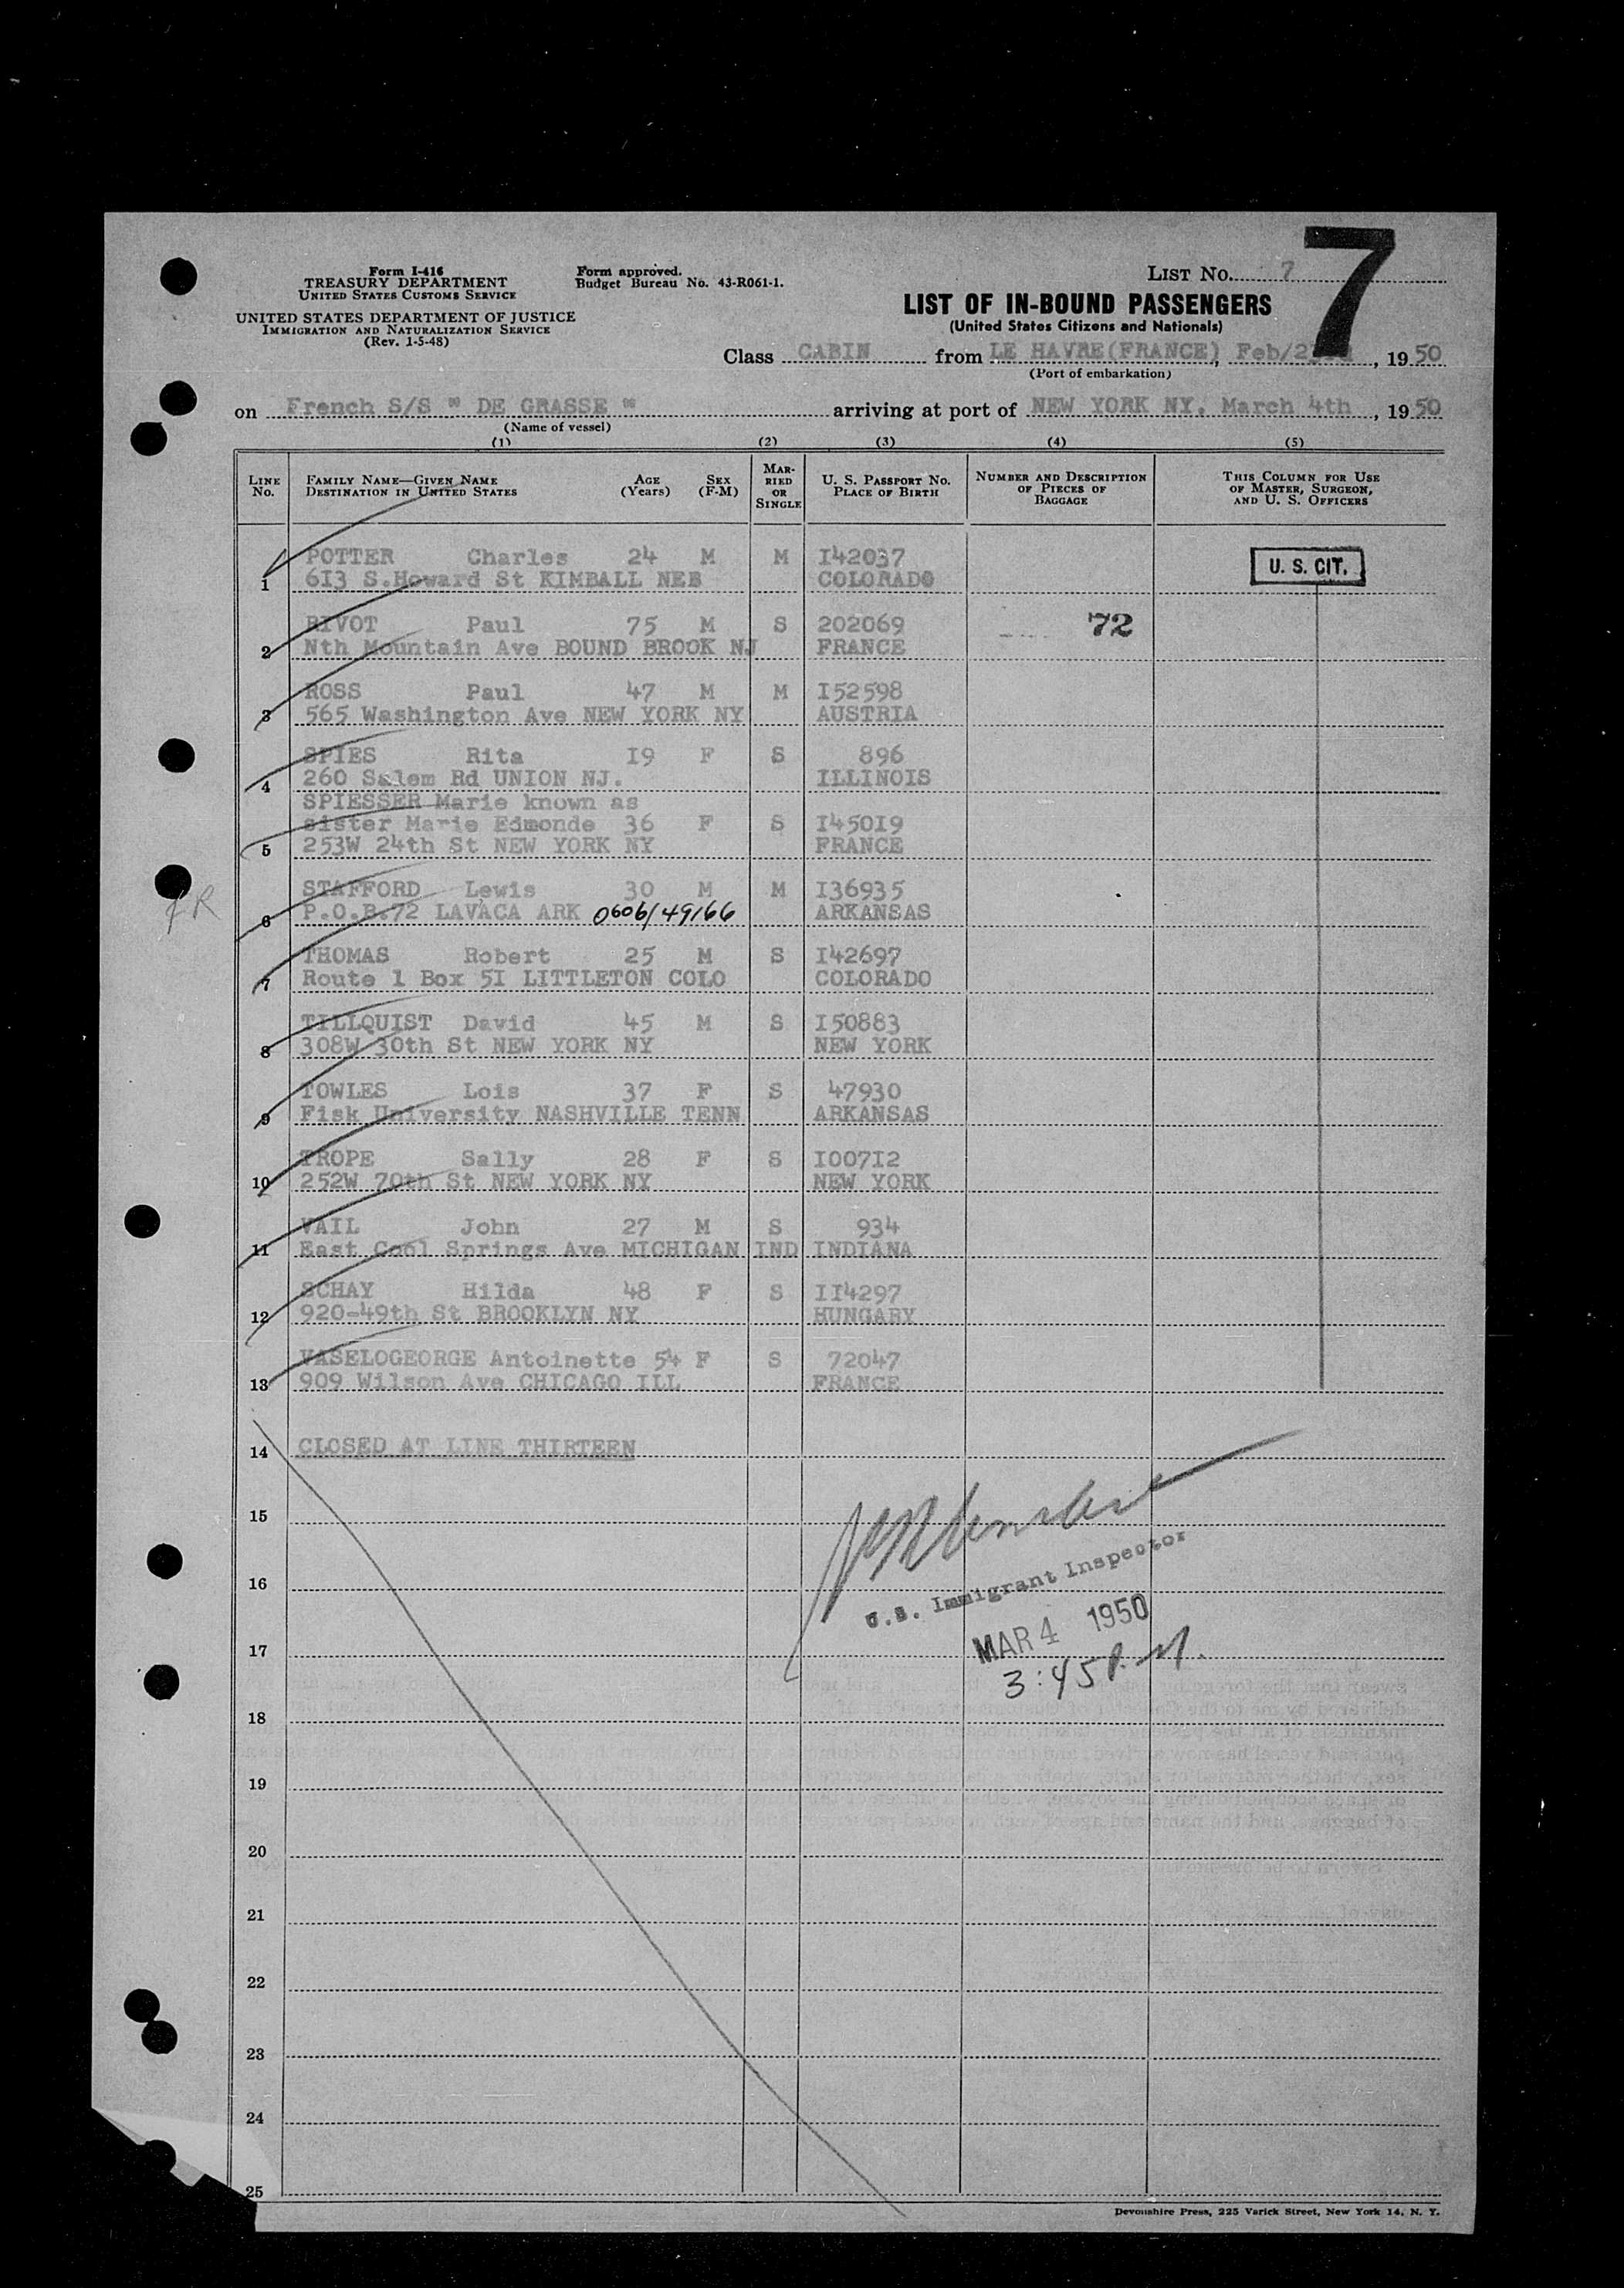 7
Form I-416
TREASURY DEPARTMENT
UNITED STATES CUSTOMS SERVICE
UNITED STATES DEPARTMENT OF JUSTICE
IMMIGRATION AND NATURALIZATION SERVICE
(Rev. 1-5-48)
Form approved.
Budget Bureau No. 43-R061-1.
LIST No. 7
LIST OF IN-BOUND PASSENGERS
(United States Citizens and Nationals)
Class CABIN from LE HAVRE(FRANCE), Feb/2 , 19 50
(Port of embarkation)
on French S/S " DE GRASSE " arriving at port of NEW YORK NY, March 4th , 19 50
(Name of vessel)
(1) (2) (3) (4) (5)
LINE No. FAMILY NAME—GIVEN NAME DESTINATION IN UNITED STATES AGE (Years) SEX (F-M) MARRIED OR SINGLE U. S. PASSPORT NO. PLACE OF BIRTH NUMBER AND DESCRIPTION OF PIECES OF BAGGAGE THIS COLUMN FOR USE OF MASTER, SURGEON, AND U. S. OFFICERS
POTTER Charles 24 M M I42037 U. S. CIT.
1 6I3 S.Howard St KIMBALL NEB COLORADO
RIVOT Paul 75 M S 202069 72
2 Nth Mountain Ave BOUND BROOK NJ FRANCE
ROSS Paul 47 M M I52598
3 565 Washington Ave NEW YORK NY AUSTRIA
SPIES Rita I9 F S 896
4 260 Salem Rd UNION NJ. ILLINOIS
SPIESSER Marie known as
sister Marie Edmonde 36 F S I450I9
5 253W 24th St NEW YORK NY FRANCE
STAFFORD Lewis 30 M M I36935
6 P.O.B.72 LAVACA ARK 0606/49166 ARKANSAS
THOMAS Robert 25 M S I42697
7 Route 1 Box 5I LITTLETON COLO COLORADO
TILLQUIST David 45 M S I50883
8 308W 30th St NEW YORK NY NEW YORK
TOWLES Lois 37 F S 47930
9 Fisk University NASHVILLE TENN ARKANSAS
TROPE Sally 28 F S I007I2
10 252W 70th St NEW YORK NY NEW YORK
VAIL John 27 M S 934
11 East Cool Springs Ave MICHIGAN IND INDIANA
SCHAY Hilda 48 F S II4297
12 920-49th St BROOKLYN NY HUNGARY
VASELOGEORGE Antoinette 54 F S 72047
13 909 Wilson Ave CHICAGO ILL FRANCE
14 CLOSED AT LINE THIRTEEN
15
16
U.S. Immigrant Inspector
MAR 4 1950
17
3:45 P.M.
18
19
20
21
22
23
24
25
Devonshire Press, 225 Varick Street, New York 14, N. Y.